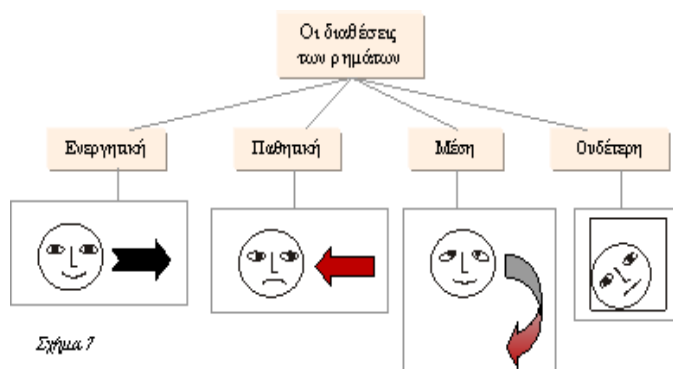 Οι διαθέσεις
των ρημάτων
Ενεργητική
Παθητική
Μέση
Ουδέτερη
Σχήμα 7